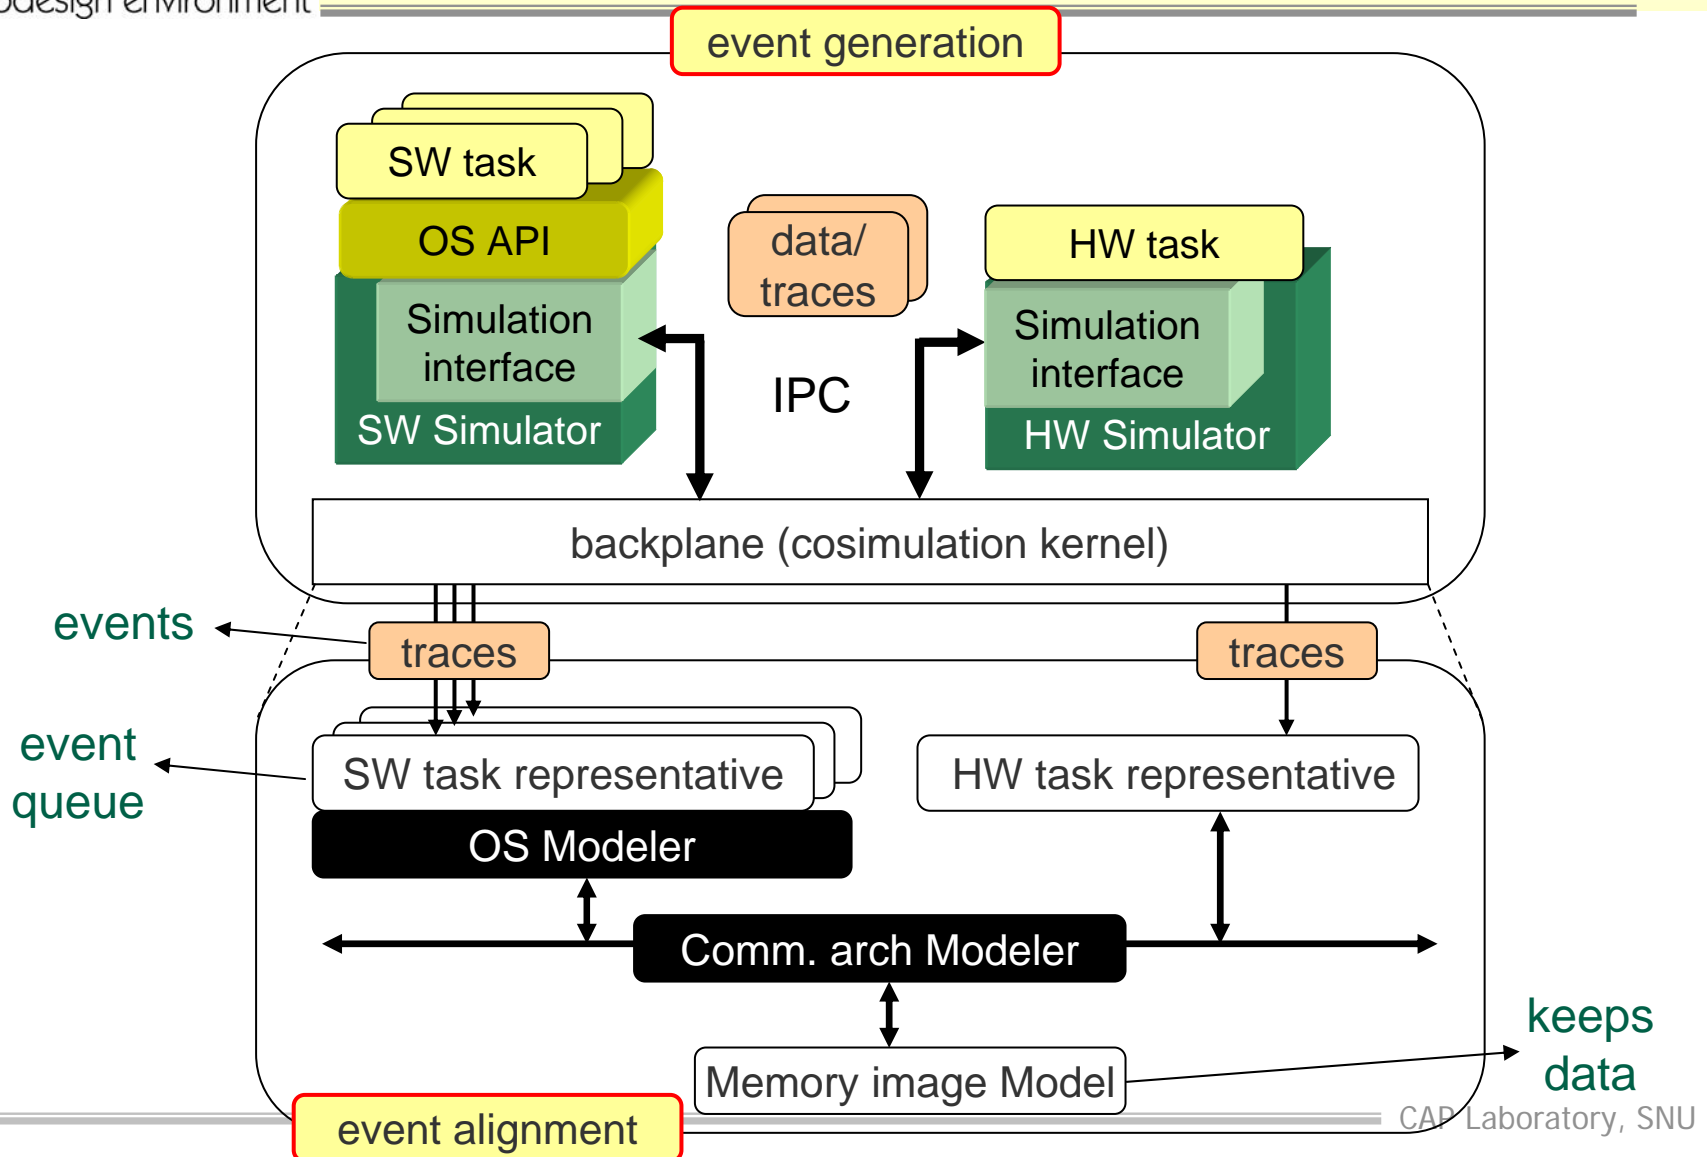 codesign environment
event generation
SW task
OS API
data/
traces
HW task
Simulation
interface
SW Simulator
IPC
Simulation
interface
HW Simulator
backplane (cosimulation kernel)
events
traces
traces
event
queue
SW task representative
HW task representative
OS Modeler
Comm. arch Modeler
keeps
data
Memory image Model
event alignment
CAP Laboratory, SNU